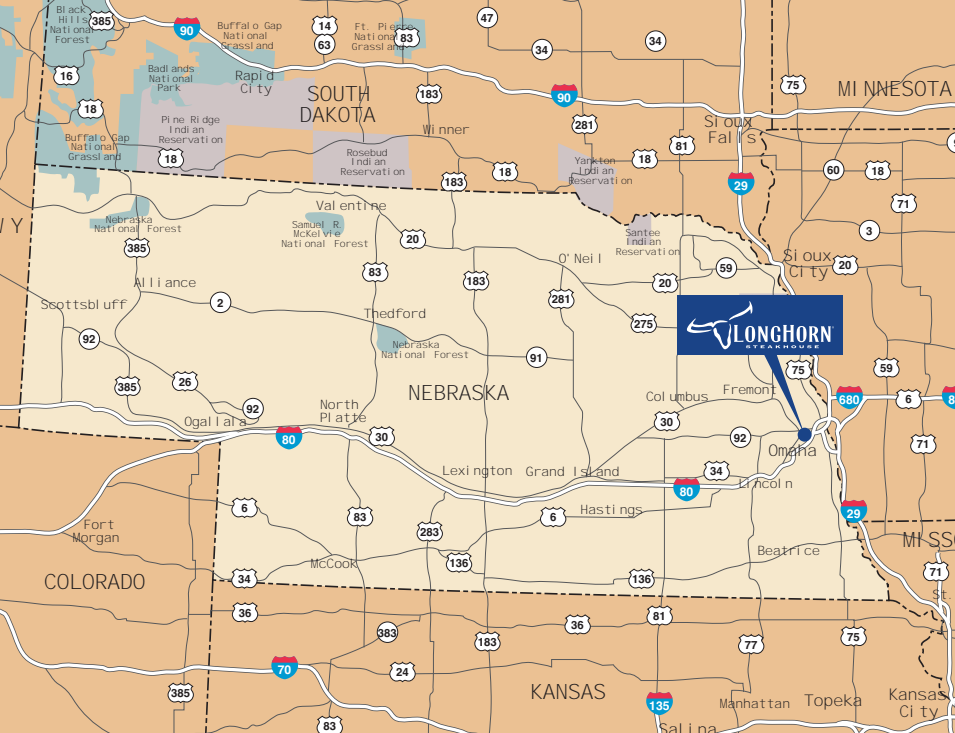 Black
Hills
National
Forest
385
90
Buffalo Gap
National
Grassland
14
63
Ft. Pierre
National
Grassland
83
47
34
34
75
MINNESOTA
16
Badlands
National
Park
Rapid
City
SOUTH
DAKOTA
183
90
281
18
Pine Ridge
Indian
Reservation
18
Buffalo Gap
National
Grassland
Winner
Rosebud
Indian
Reservation
183
18
Yankton
Indian
Reservation
18
81
Sioux
Falls
29
60
18
71
3
WY
Nebraska
National Forest
385
Valentine
Samuel R.
McKelvie
National Forest
20
83
183
O'Neil
281
Santee
Indian
Reservation
59
20
Sioux
City
20
Alliance
2
Scottsbluff
92
Thedford
Nebraska
National Forest
91
275
LONGHORN
STEAKHOUSE
75
59
680
6
8
385
26
92
Ogallala
80
North
Platte
30
NEBRASKA
Columbus
Fremont
30
92
Omaha
71
Lexington
Grand Island
34
Lincoln
80
29
6
83
283
6
Hastings
Fort
Morgan
McCook
136
136
Beatrice
MISSO
71
St.
COLORADO
34
36
383
183
36
81
77
75
70
24
385
83
KANSAS
135
Salina
Manhattan
Topeka
Kansas
City